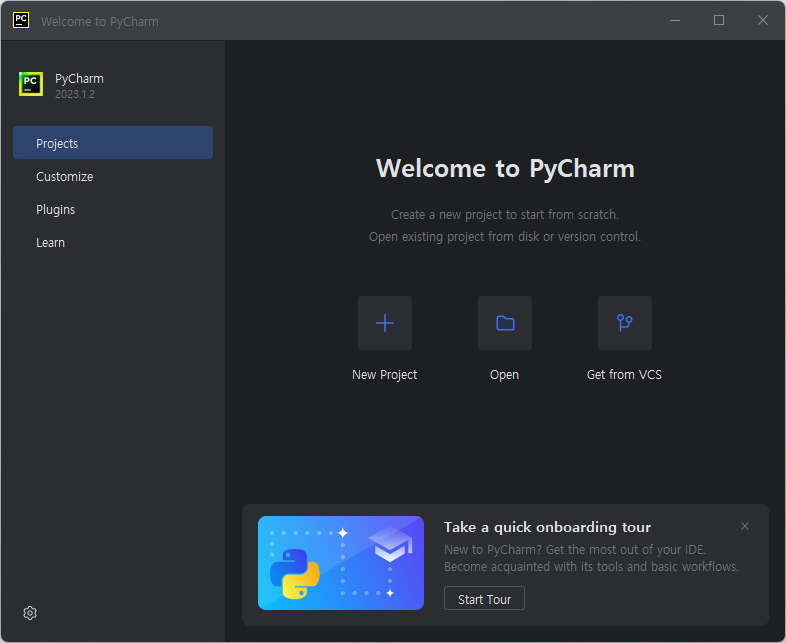 PC
Welcome to PyCharm
PC
PyCharm
2023.1.2
Projects
Customize
Plugins
Learn
Welcome to PyCharm
Create a new project to start from scratch.
Open existing project from disk or version control.
New Project
Open
Get from VCS
Take a quick onboarding tour
New to PyCharm? Get the most out of your IDE.
Become acquainted with its tools and basic workflows.
Start Tour